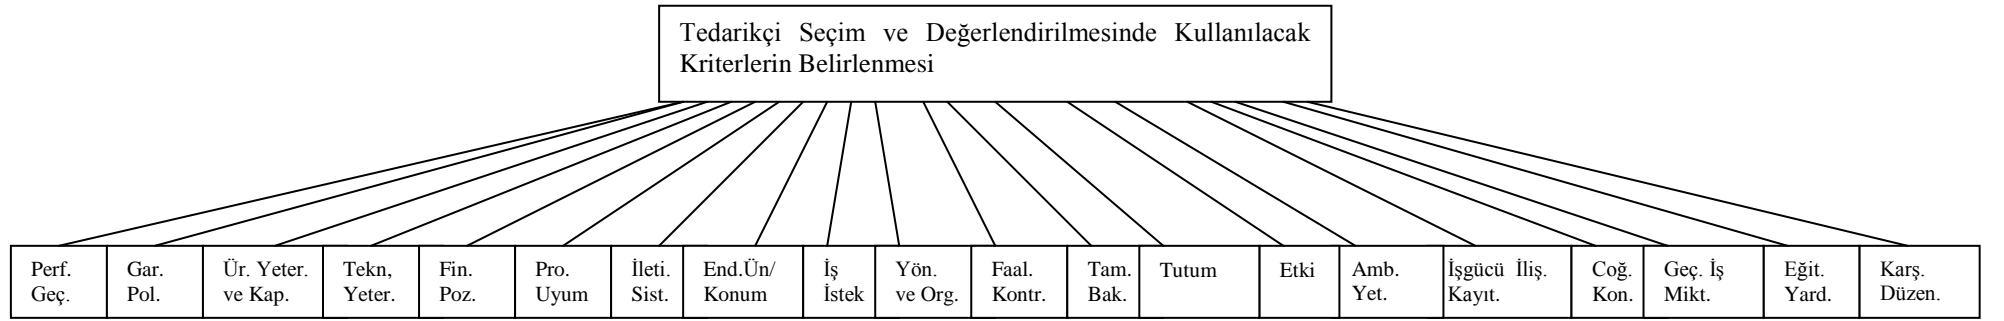 Tedarikçi Seçim ve Değerlendirilmesinde Kullanılacak
Kriterlerin Belirlenmesi
Perf.
Geç.
Gar.
Pol.
Ür. Yeter.
ve Kap.
Tekn,
Yeter.
Fin.
Poz.
Pro.
Uyum
İleti.
Sist.
End.Ün/
Konum
İş
İstek
Yön.
ve Org.
Faal.
Kontr.
Tam.
Bak.
Tutum
Etki
Amb.
Yet.
İşgücü İliş.
Kayıt.
Coğ.
Kon.
Geç. İş
Mikt.
Eğit.
Yard.
Karş.
Düzen.